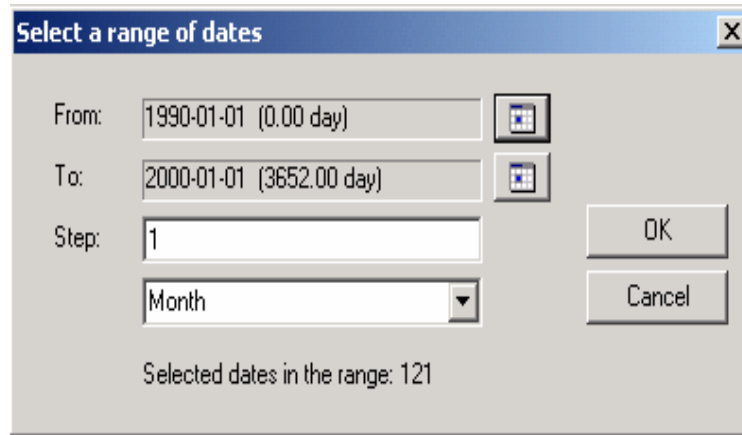 Select a range of dates
From: 1990-01-01 (0.00 day)
To: 2000-01-01 (3652.00 day)
Step: 1
OK
Month
Cancel
Selected dates in the range: 121